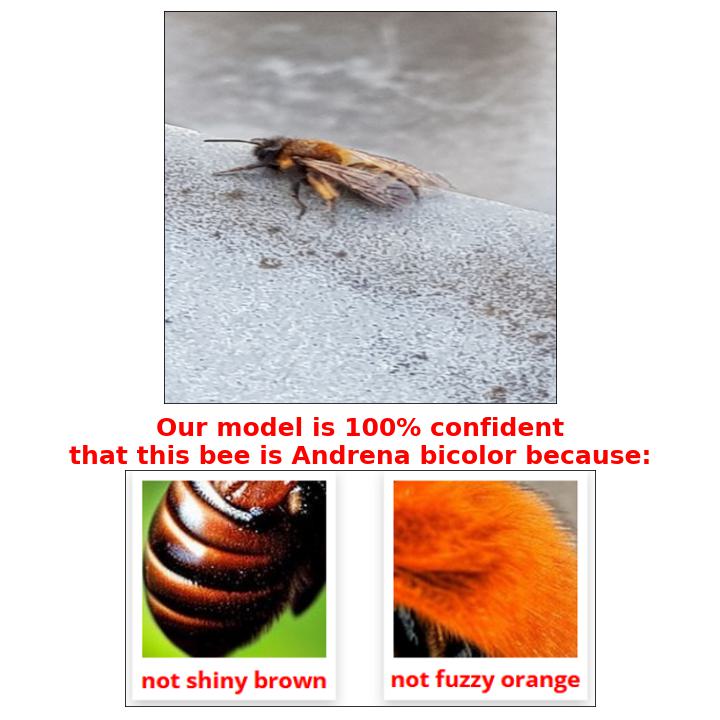 Our model is 100% confident
that this bee is Andrena bicolor because:
not shiny brown
not fuzzy orange